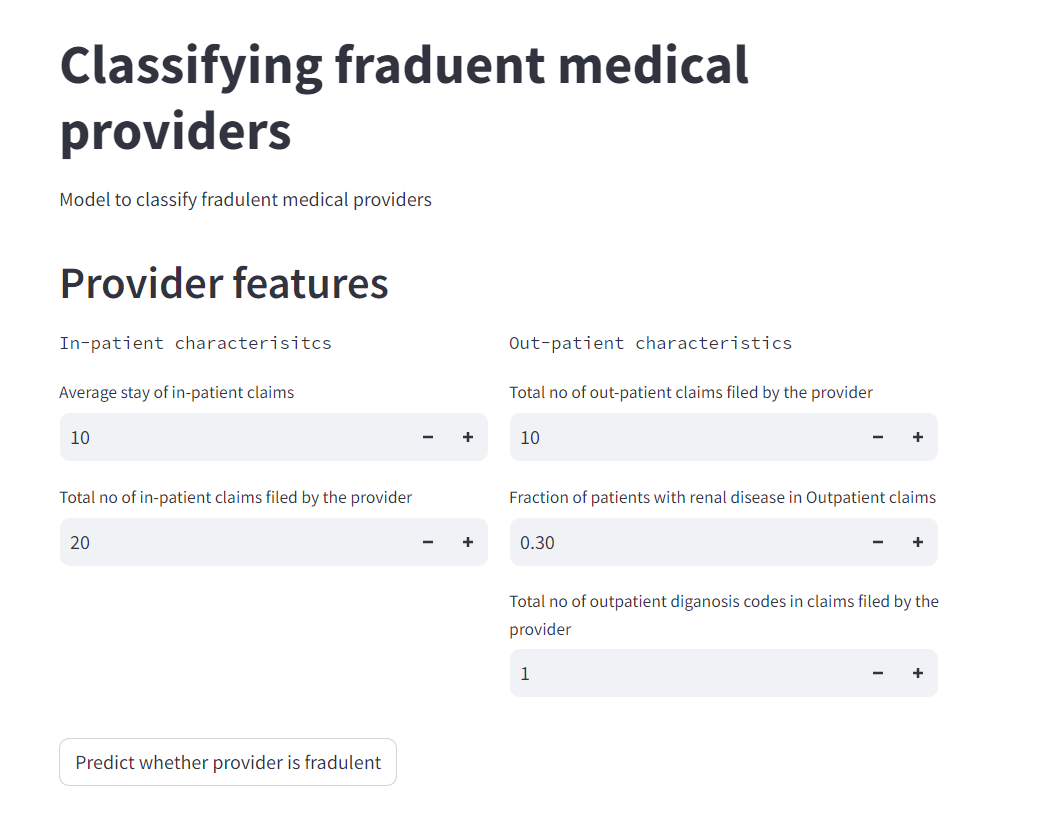 Classifying fraduent medical
providers
Model to classify fradulent medical providers
Provider features
In-patient characterisitcs
Average stay of in-patient claims
10
Total no of in-patient claims filed by the provider
20
Out-patient characteristics
Total no of out-patient claims filed by the provider
10
Fraction of patients with renal disease in Outpatient claims
0.30
Total no of outpatient diganosis codes in claims filed by the
provider
1
Predict whether provider is fradulent